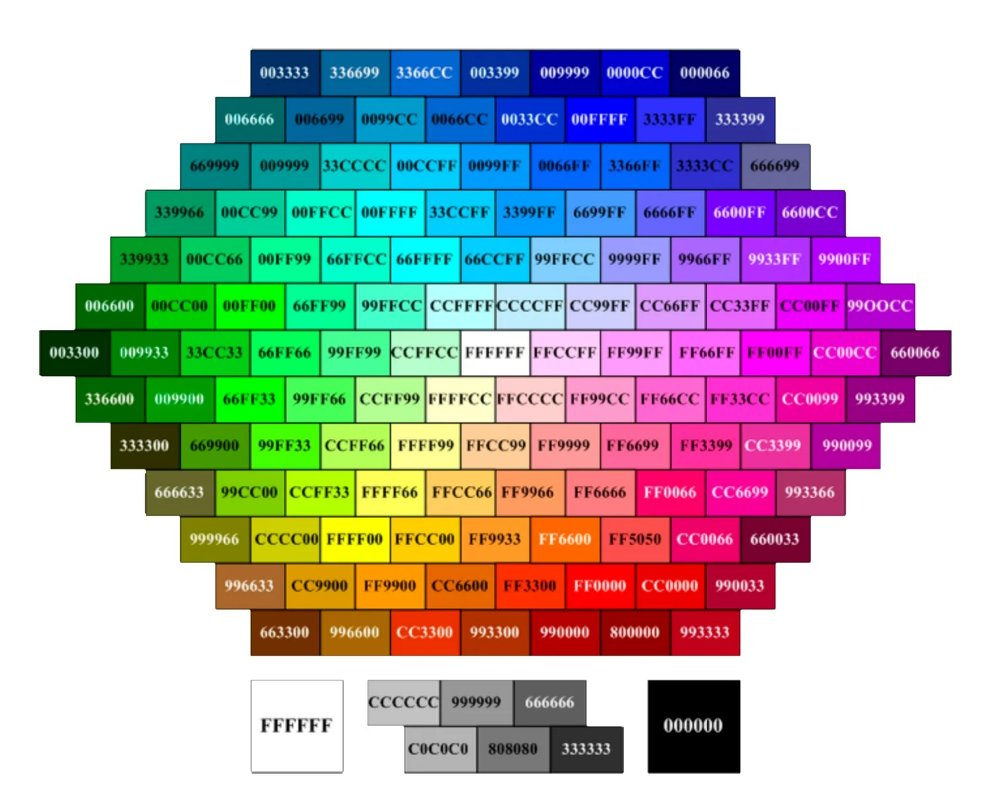 003333 336699 3366CC 003399 009999 0000CC 000066
006666 006699 0099CC 0066CC 0033CC 00FFFF 3333FF 333399
669999 009999 33CCCC 00CCFF 0099FF 0066FF 3366FF 3333CC 666699
339966 00CC99 00FFCC 00FFFF 33CCFF 3399FF 6699FF 6666FF 6600FF 6600CC
339933 00CC66 00FF99 66FFCC 66FFFF 66CCFF 99FFCC 9999FF 9966FF 9933FF 9900FF
006600 00CC00 00FF00 66FF99 99FFCC CCFFFF CCCCFF CC99FF CC66FF CC33FF CC00FF 99OOCC
003300 009933 33CC33 66FF66 99FF99 CCFFCC FFFFFF FFCCFF FF99FF FF66FF FF00FF CC00CC 660066
336600 009900 66FF33 99FF66 CCFF99 FFFFCC FFCCCC FF99CC FF66CC FF33CC CC0099 993399
333300 669900 99FF33 CCFF66 FFFF99 FFCC99 FF9999 FF6699 FF3399 CC3399 990099
666633 99CC00 CCFF33 FFFF66 FFCC66 FF9966 FF6666 FF0066 CC6699 993366
999966 CCCC00 FFFF00 FFCC00 FF9933 FF6600 FF5050 CC0066 660033
996633 CC9900 FF9900 CC6600 FF3300 FF0000 CC0000 990033
663300 996600 CC3300 993300 990000 800000 993333
CCCCCC 999999 666666
FFFFFF 000000
C0C0C0 808080 333333